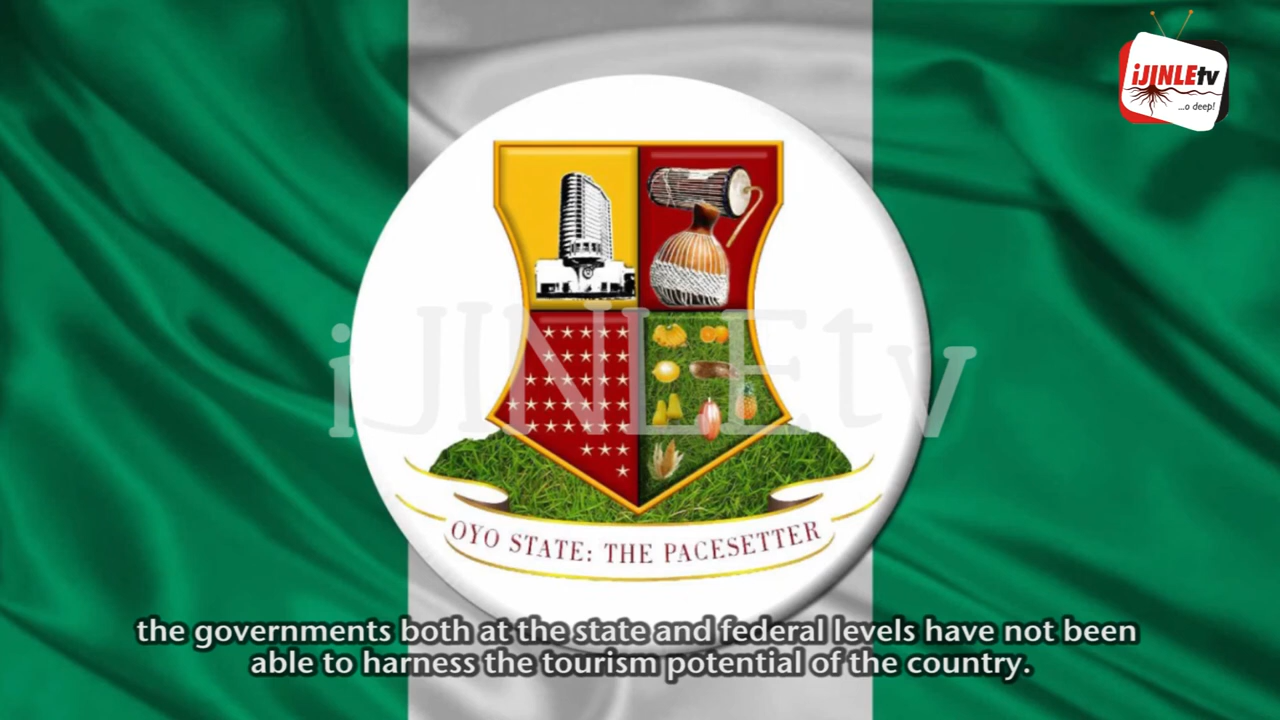 iJINLEtv
...o deep!
iJINLEtv
OYO STATE: THE PACESETTER
the governments both at the state and federal levels have not been
able to harness the tourism potential of the country.